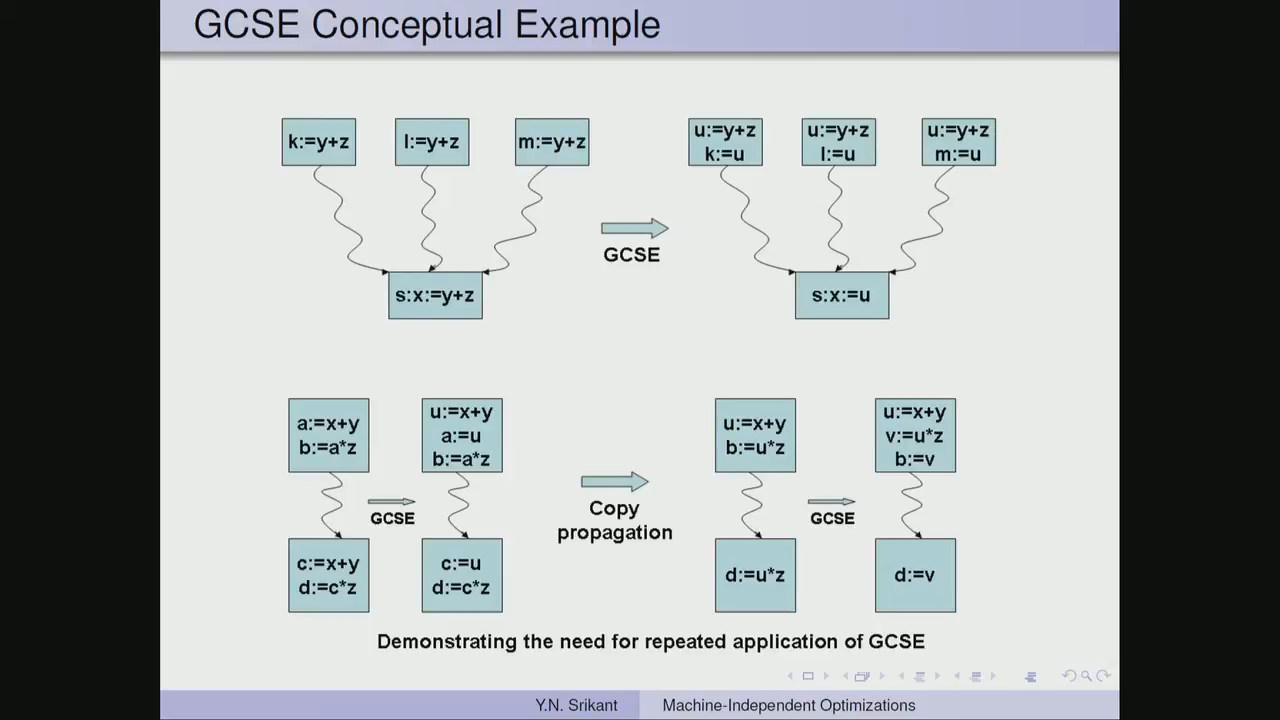 GCSE Conceptual Example
k:=y+z
l:=y+z
m:=y+z
u:=y+z
k:=u
u:=y+z
l:=u
u:=y+z
m:=u
GCSE
s:x:=y+z
s:x:=u
a:=x+y
b:=a*z
u:=x+y
a:=u
b:=a*z
u:=x+y
b:=u*z
u:=x+y
v:=u*z
b:=v
GCSE
Copy
propagation
GCSE
c:=x+y
d:=c*z
c:=u
d:=c*z
d:=u*z
d:=v
Demonstrating the need for repeated application of GCSE
Y.N. Srikant
Machine-Independent Optimizations